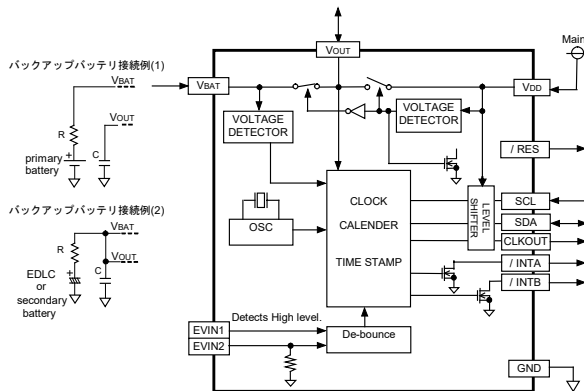 バックアップバッテリ接続例(1)
VBAT
VOUT
R
C
primary
battery
バックアップバッテリ接続例(2)
VBAT
VOUT
R
C
EDLC
or
secondary
battery
VOUT
Main
VBAT
VDD
VOLTAGE
DETECTOR
VOLTAGE
DETECTOR
/ RES
CLOCK
CALENDER
TIME STAMP
LEVEL
SHIFTER
SCL
SDA
CLKOUT
OSC
/ INTA
/ INTB
Detects High level.
EVIN1
EVIN2
De-bounce
GND